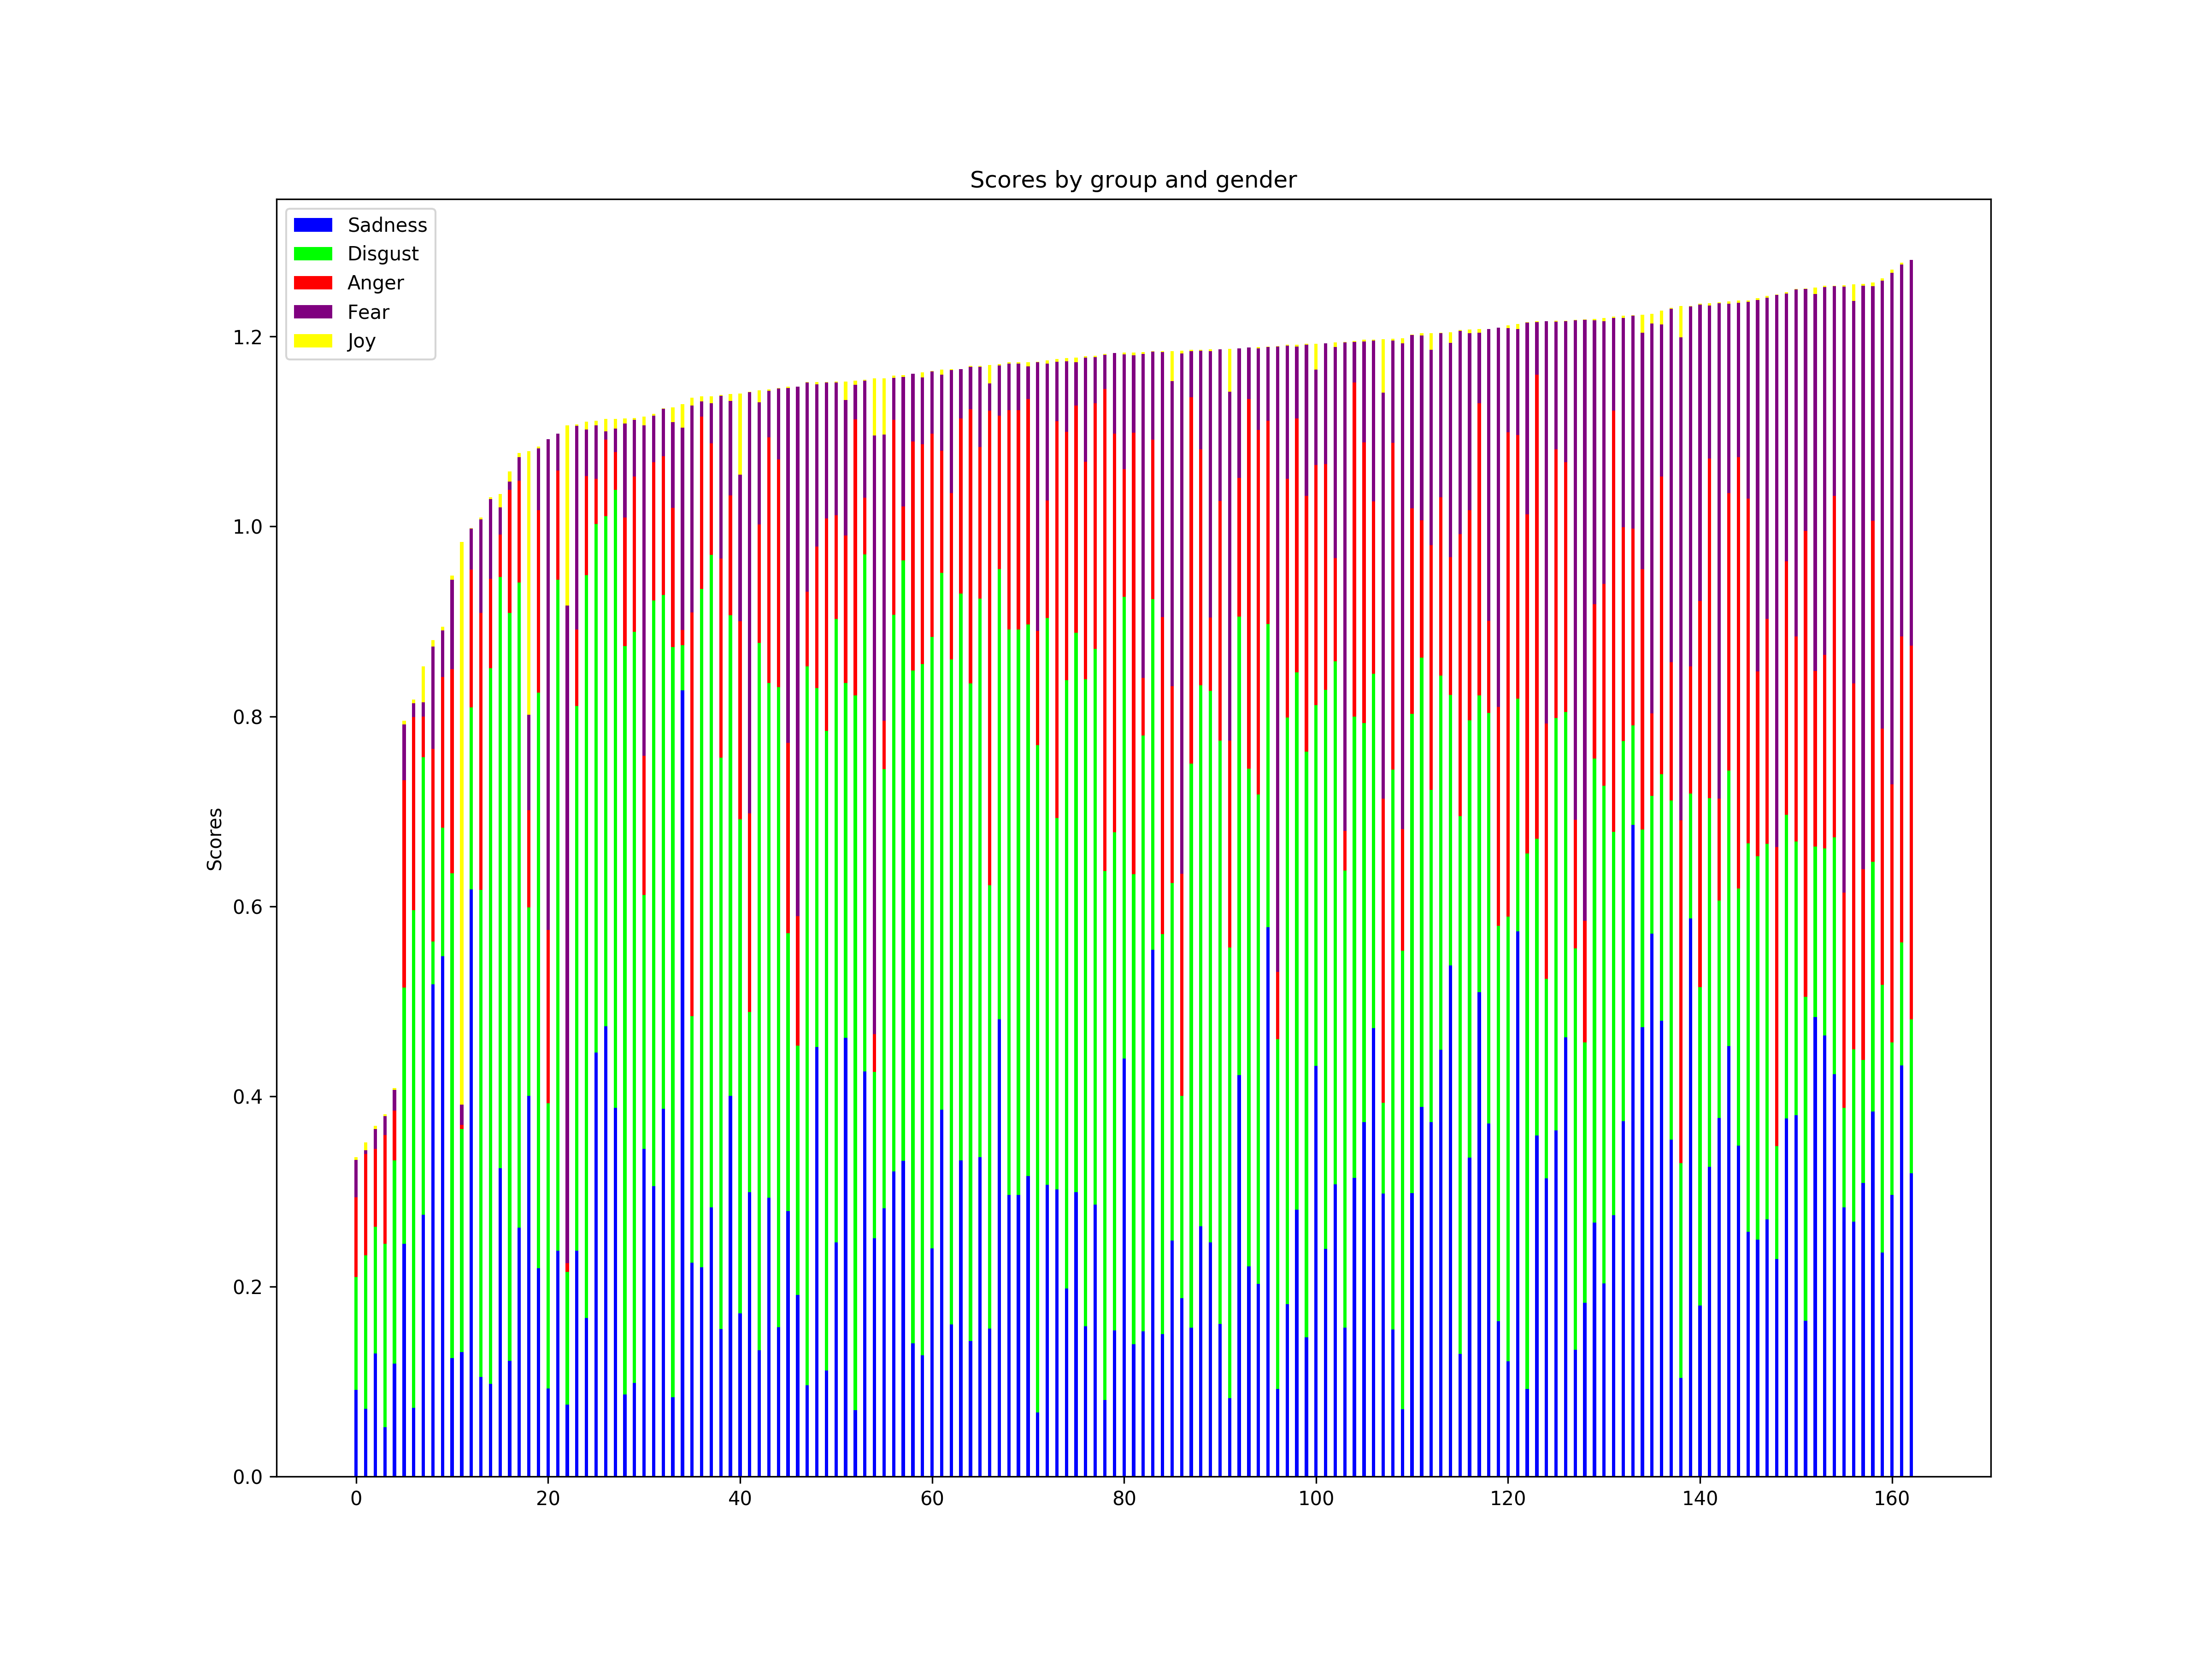 Scores by group and gender
Sadness
Disgust
Anger
Fear
Joy
Scores
1.2
1.0
0.8
0.6
0.4
0.2
0.0
0 20 40 60 80 100 120 140 160